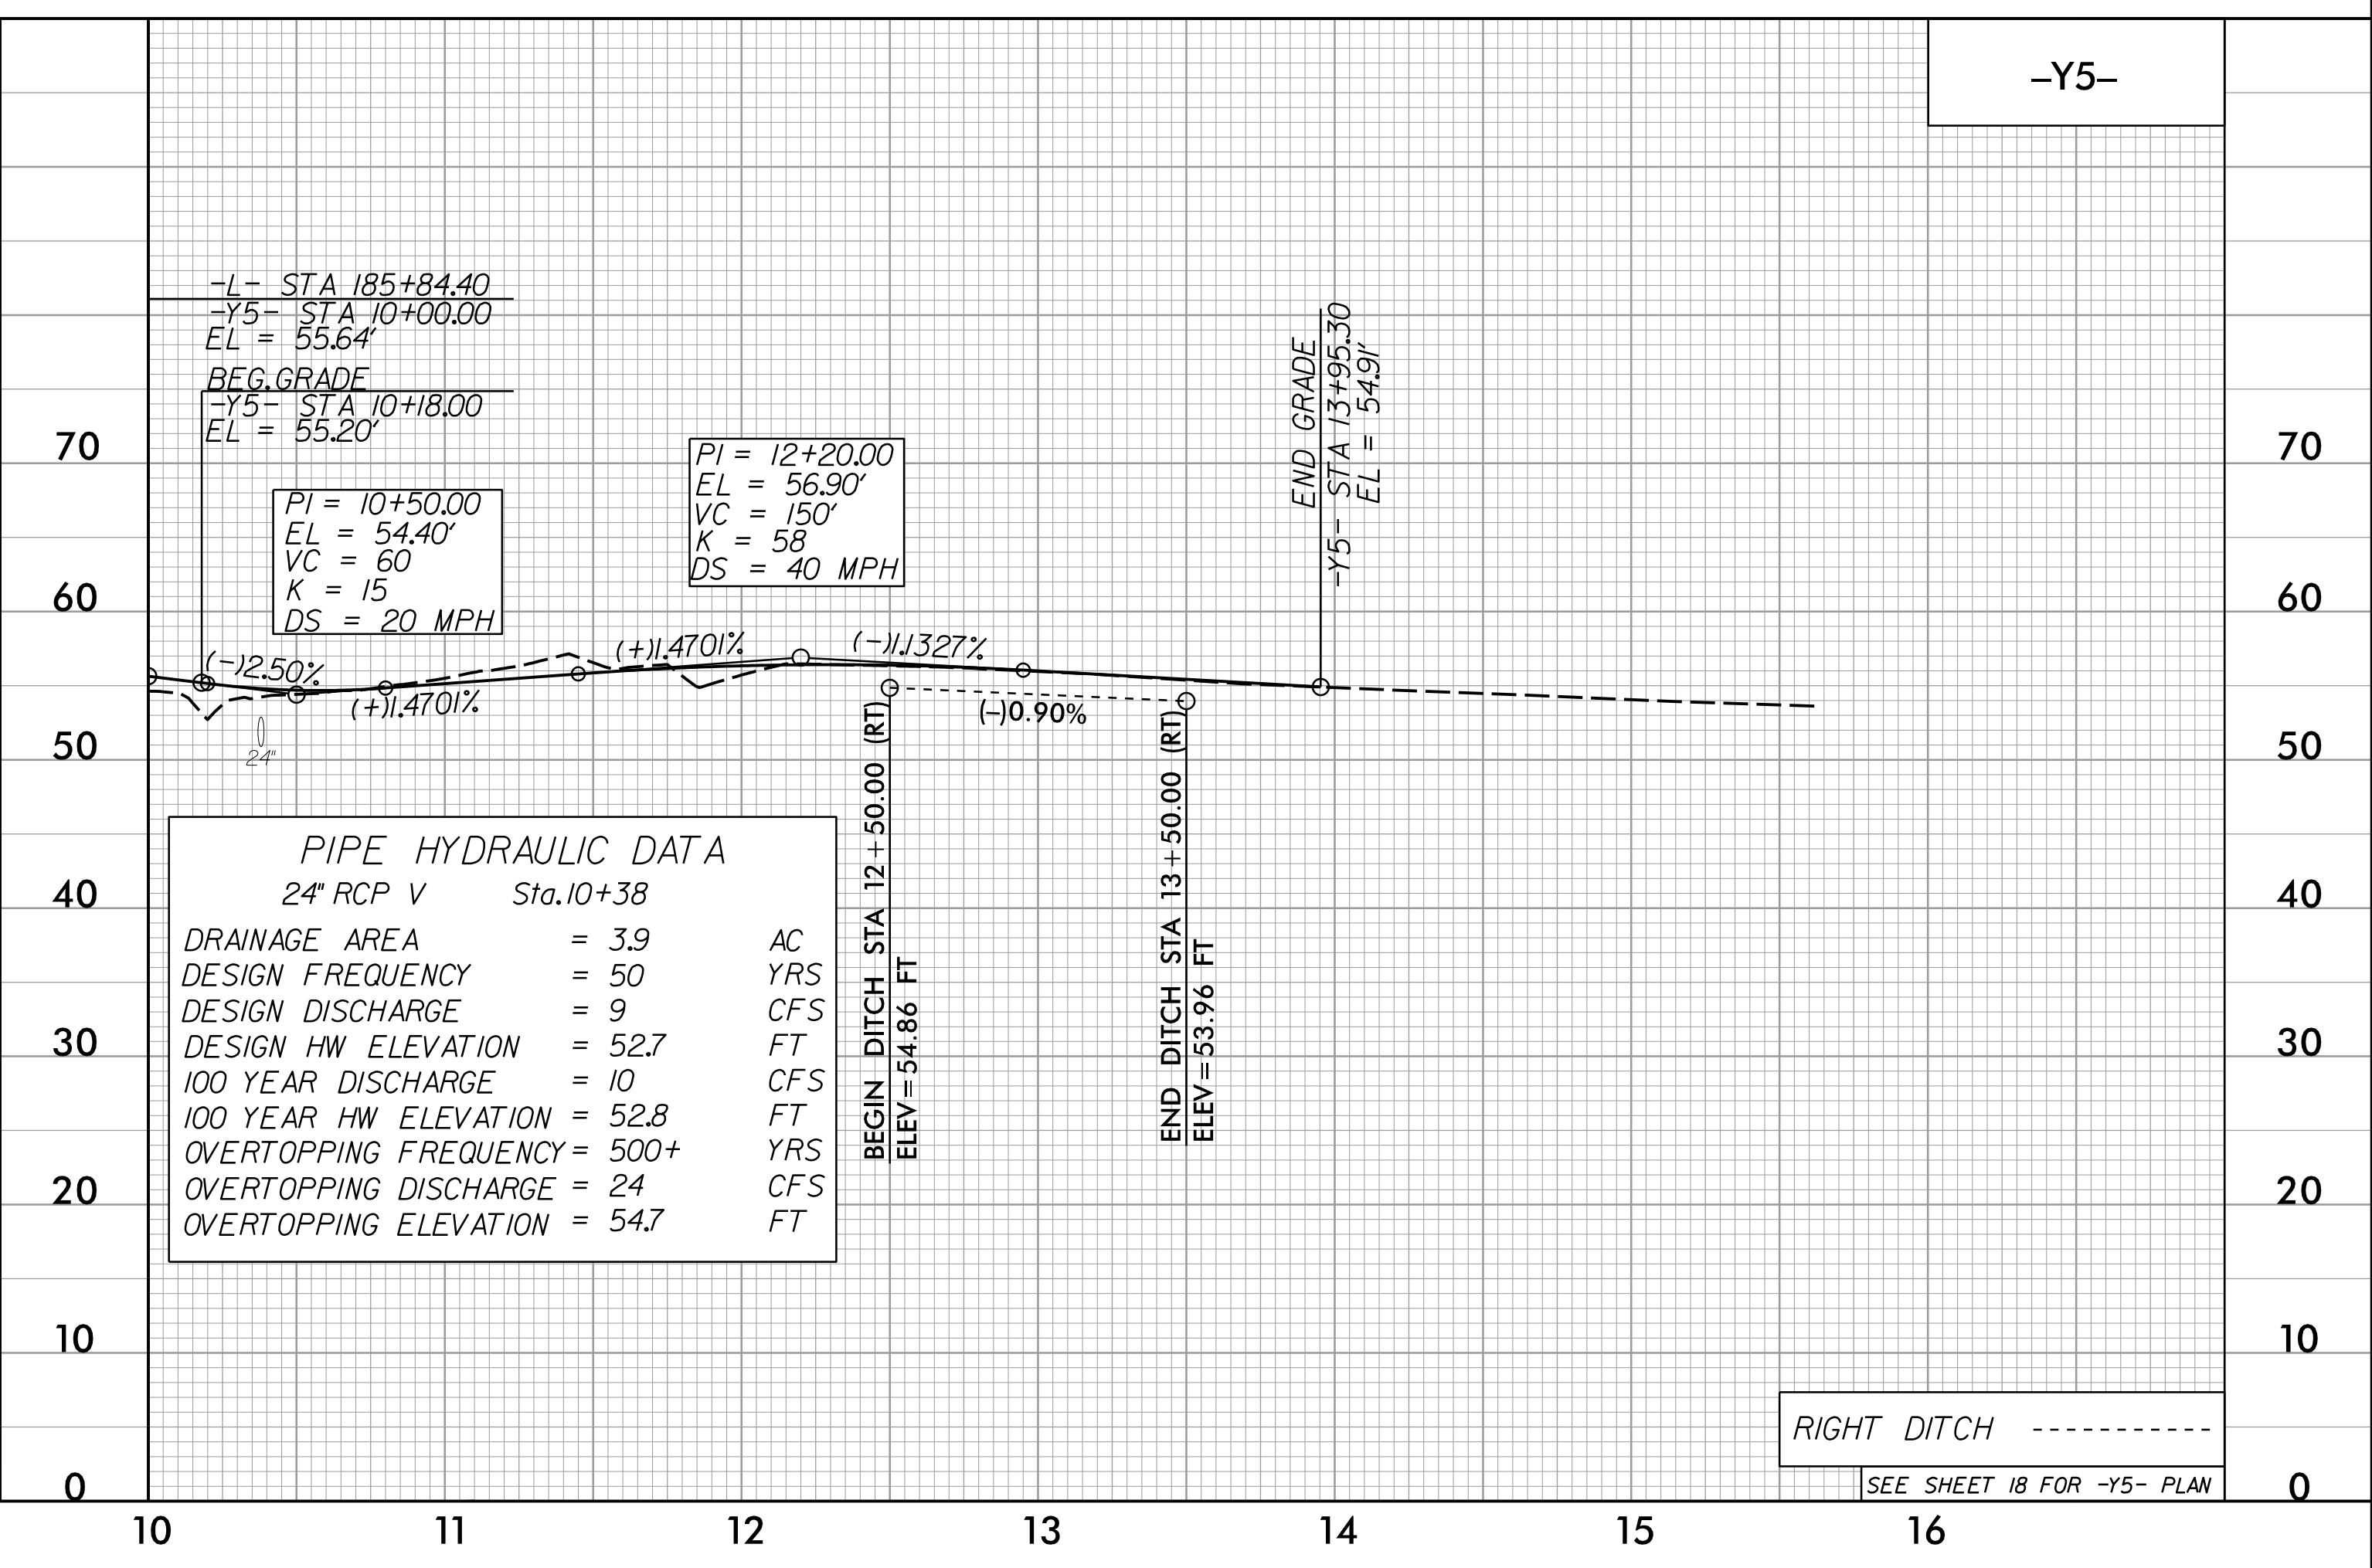 -Y5-
-L- STA 185+84.40
-Y5- STA 10+00.00
EL = 55.64'
BEG. GRADE
-Y5- STA 10+18.00
EL = 55.20'
PI = 10+50.00
EL = 54.40'
VC = 60
K = 15
DS = 20 MPH
PI = 12+20.00
EL = 56.90'
VC = 150'
K = 58
DS = 40 MPH
END GRADE
-Y5- STA 13+95.30
EL = 54.91'
(-)2.50%
(+)1.4701%
(+)1.4701%
(-)1.1327%
(-)0.90%
24"
BEGIN DITCH STA 12+50.00 (RT)
ELEV=54.86 FT
END DITCH STA 13+50.00 (RT)
ELEV=53.96 FT
PIPE HYDRAULIC DATA
24" RCP V Sta. 10+38
DRAINAGE AREA = 3.9 AC
DESIGN FREQUENCY = 50 YRS
DESIGN DISCHARGE = 9 CFS
DESIGN HW ELEVATION = 52.7 FT
100 YEAR DISCHARGE = 10 CFS
100 YEAR HW ELEVATION = 52.8 FT
OVERTOPPING FREQUENCY = 500+ YRS
OVERTOPPING DISCHARGE = 24 CFS
OVERTOPPING ELEVATION = 54.7 FT
70 70
60 60
50 50
40 40
30 30
20 20
10 10
0 0
RIGHT DITCH
SEE SHEET 18 FOR -Y5- PLAN
10 11 12 13 14 15 16